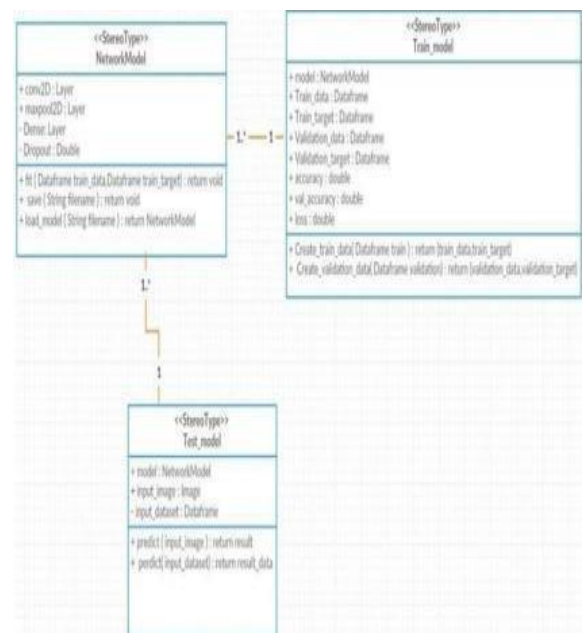 <<StereoType>>
NetworkModel
+ conv2D : Layer
+ maxpool2D : Layer
- Dense: Layer
- Dropout : Double
+ fit ( Dataframe train_data,Dataframe train_target) : return void
+ save ( String filename ) : return void
+ load_model ( String filename ) : return NetworkModel
1..*
1
<<StereoType>>
Train_model
+ model : NetworkModel
+ Train_data : Dataframe
+ Train_target : Dataframe
+ Validation_data : Dataframe
+ Validation_target : Dataframe
+ accuracy : double
+ val_accuracy : double
+ loss : double
+ Create_train_data( Dataframe train ) : return (train_data,train_target)
+ Create_validation_data( Dataframe validation) : return (validation_data,validation_target)
1..*
1
<<StereoType>>
Test_model
+ model : NetworkModel
+ input_image : Image
- input_dataset : Dataframe
+ predict ( input_image ) : return result
+ perdict( input_dataset) : return result_data